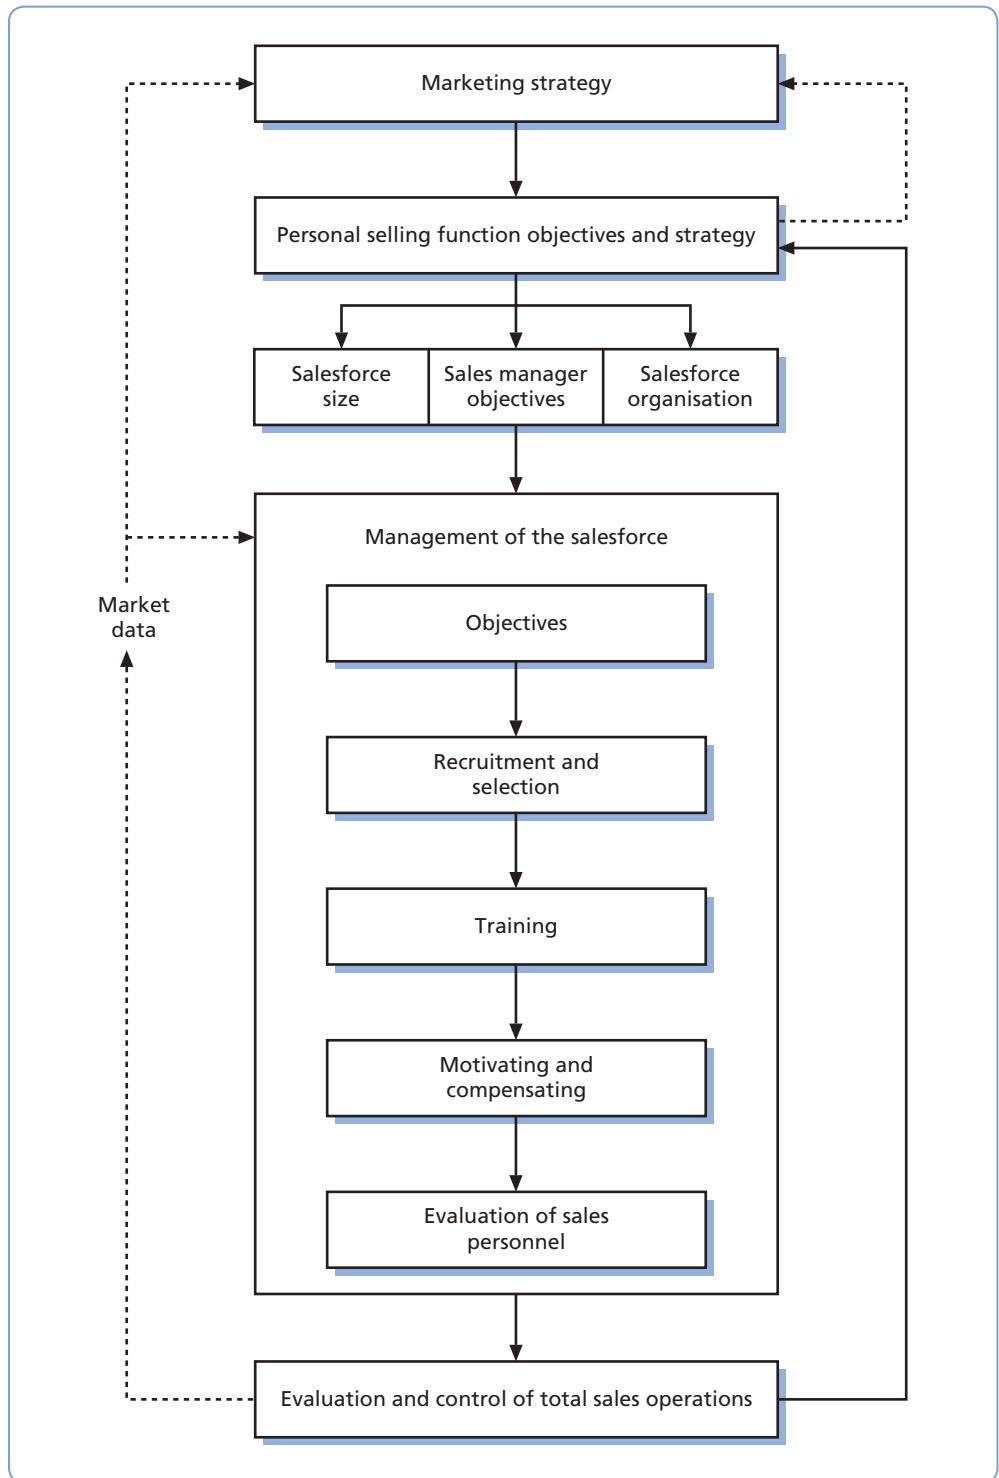 Marketing strategy
Personal selling function objectives and strategy
Salesforce
size
Sales manager
objectives
Salesforce
organisation
Management of the salesforce
Market
data
Objectives
Recruitment and
selection
Training
Motivating and
compensating
Evaluation of sales
personnel
Evaluation and control of total sales operations